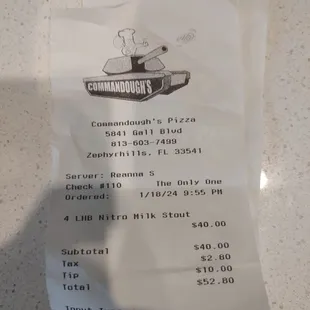 COMMANDOUGH'S
Commandough's Pizza
5841 Gall Blvd
813-603-7499
Zephyrhills, FL 33541
Server: Reanna S
Check #110 The Only One
Ordered: 1/18/24 9:55 PM
4 LHB Nitro Milk Stout
$40.00
Subtotal $40.00
Tax $2.80
Tip $10.00
Total $52.80